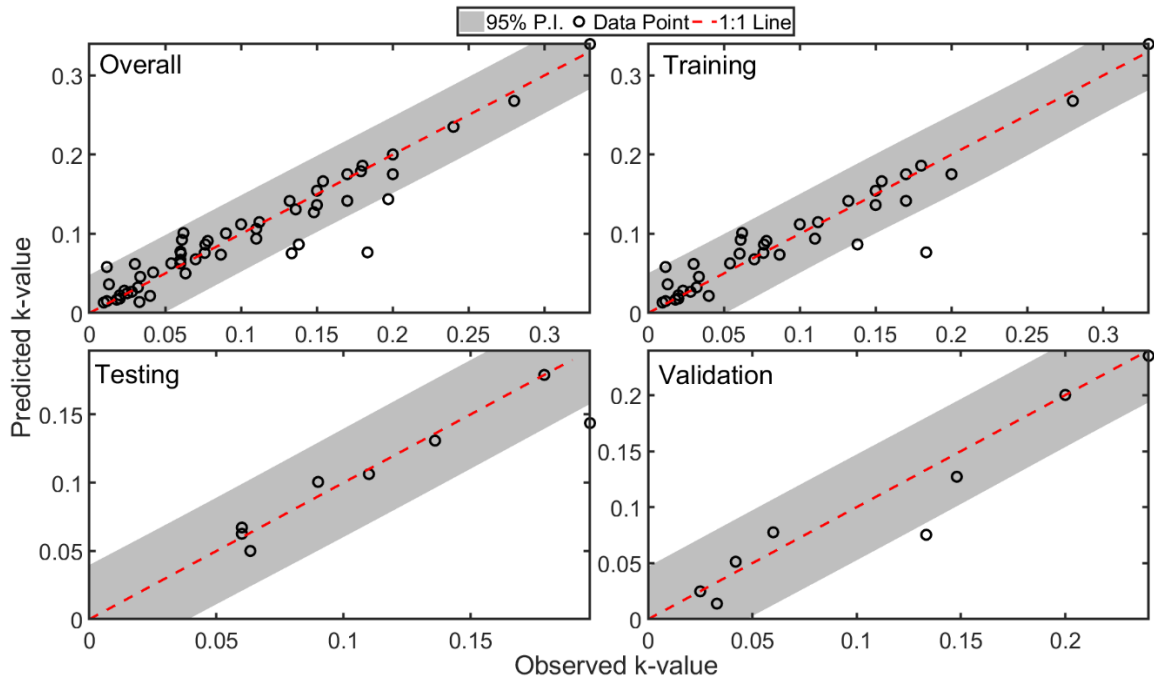 95% P.I. Data Point 1:1 Line
Overall
0.3
0.2
0.1
0
0 0.05 0.1 0.15 0.2 0.25 0.3
Training
0.3
0.2
0.1
0
0 0.05 0.1 0.15 0.2 0.25 0.3
Testing
0.15
0.1
0.05
0
0 0.05 0.1 0.15
Validation
0.2
0.15
0.1
0.05
0
0 0.05 0.1 0.15 0.2
Predicted k-value
Observed k-value